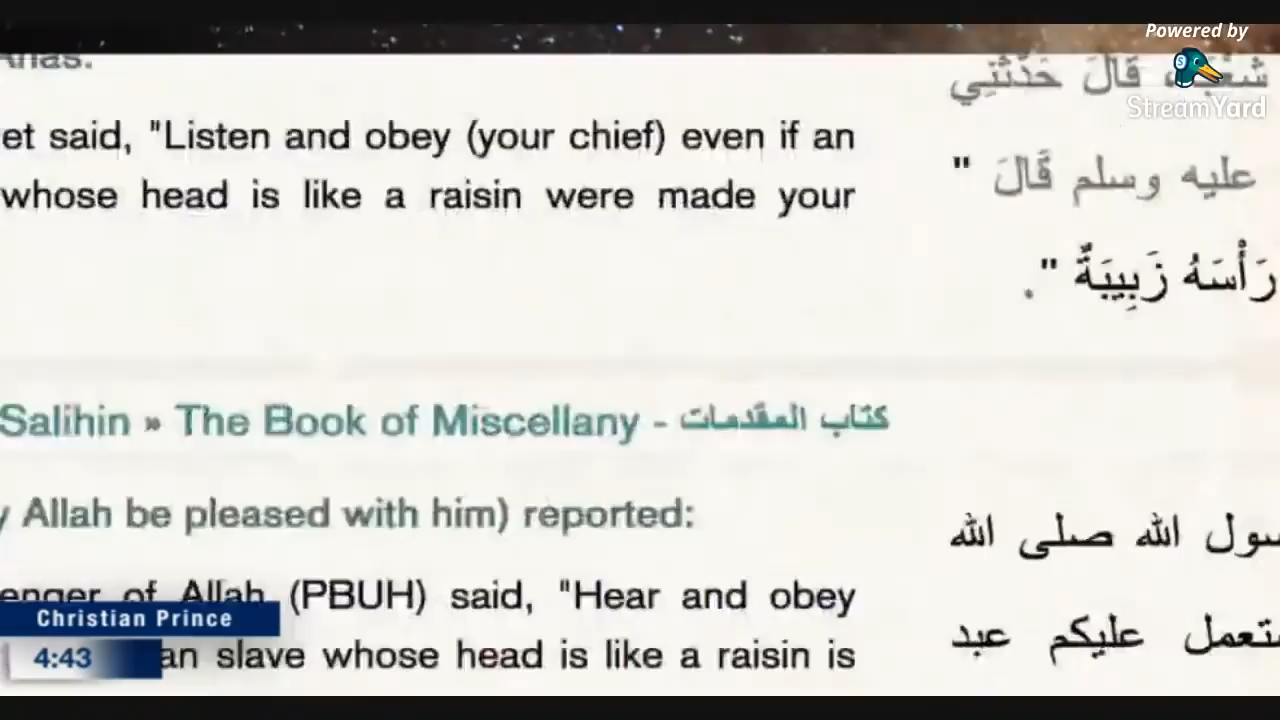 Powered by
StreamYard
Anas.
شعبة، قَالَ حَدَّثَنِي
et said, "Listen and obey (your chief) even if an
عليه وسلم قَالَ "
whose head is like a raisin were made your
رَأْسَهُ زَبِيبَةٌ ".
Salihin » The Book of Miscellany - كتاب المقدمات
y Allah be pleased with him) reported:
سول الله صلى الله
enger of Allah (PBUH) said, "Hear and obey
Christian Prince
تعمل عليكم عبد
4:43
an slave whose head is like a raisin is